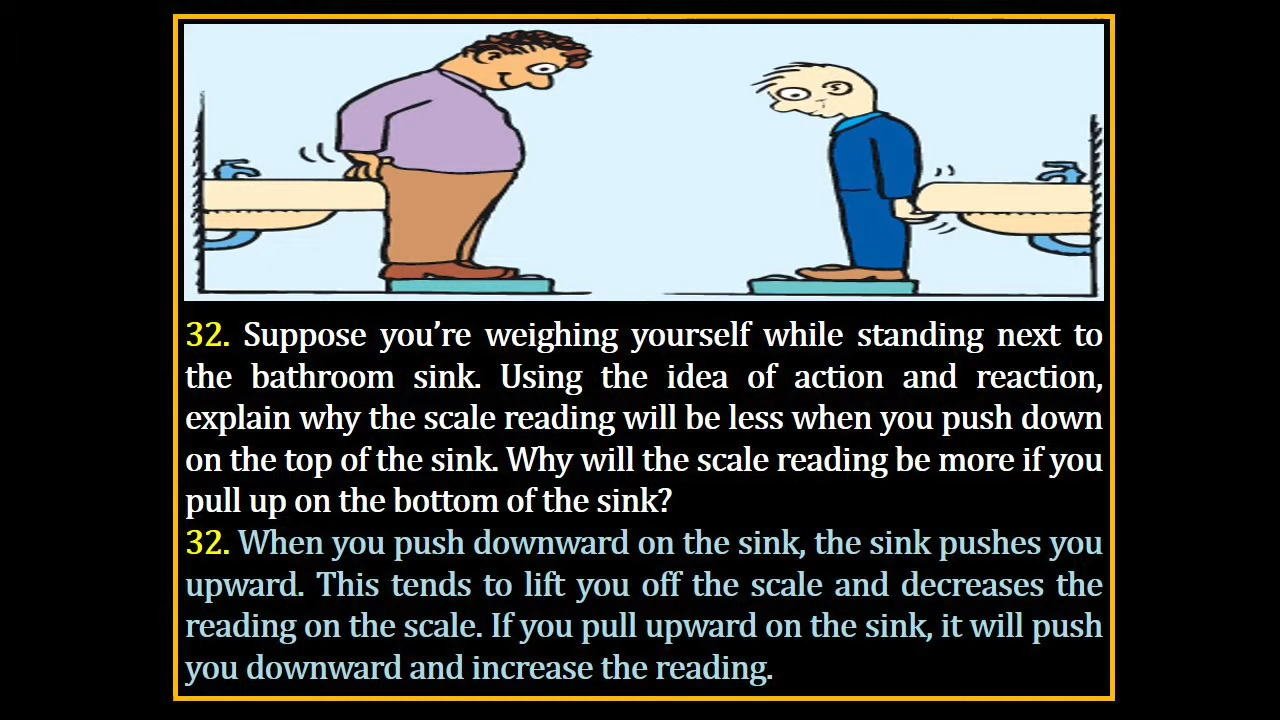 32. Suppose you’re weighing yourself while standing next to
the bathroom sink. Using the idea of action and reaction,
explain why the scale reading will be less when you push down
on the top of the sink. Why will the scale reading be more if you
pull up on the bottom of the sink?
32. When you push downward on the sink, the sink pushes you
upward. This tends to lift you off the scale and decreases the
reading on the scale. If you pull upward on the sink, it will push
you downward and increase the reading.